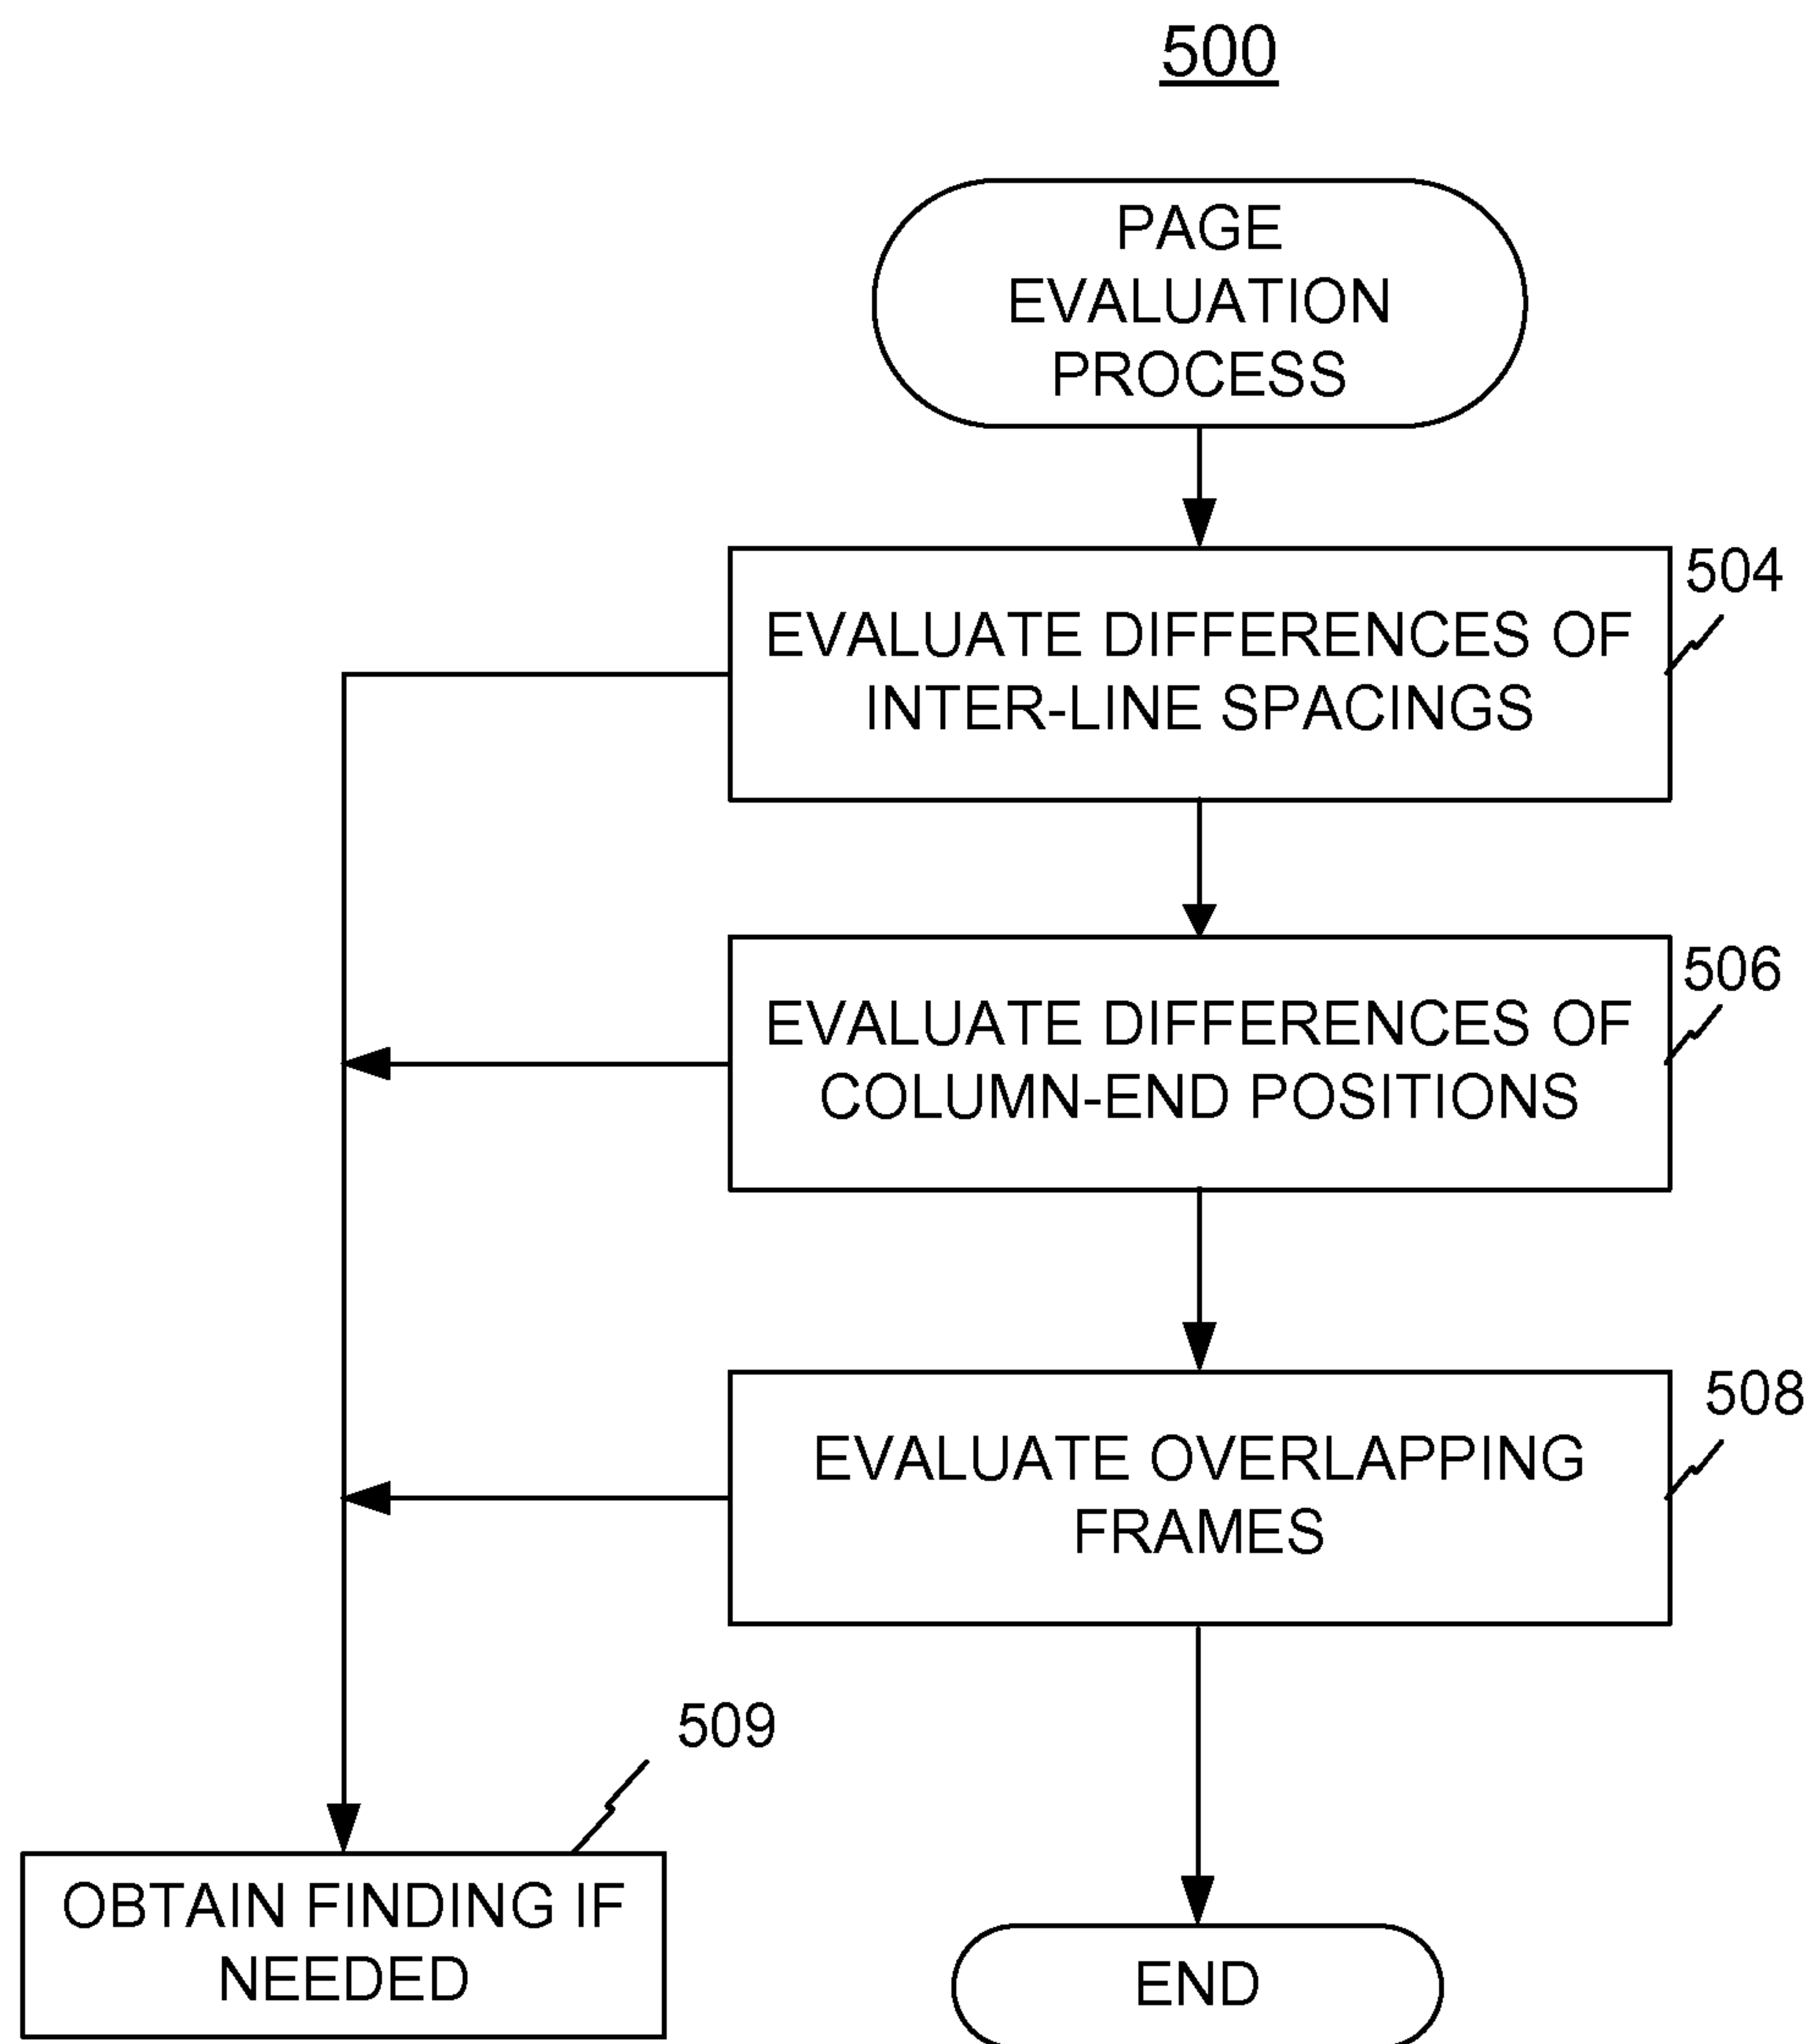 500
PAGE
EVALUATION
PROCESS
504
EVALUATE DIFFERENCES OF
INTER-LINE SPACINGS
506
EVALUATE DIFFERENCES OF
COLUMN-END POSITIONS
508
EVALUATE OVERLAPPING
FRAMES
509
OBTAIN FINDING IF
NEEDED
END